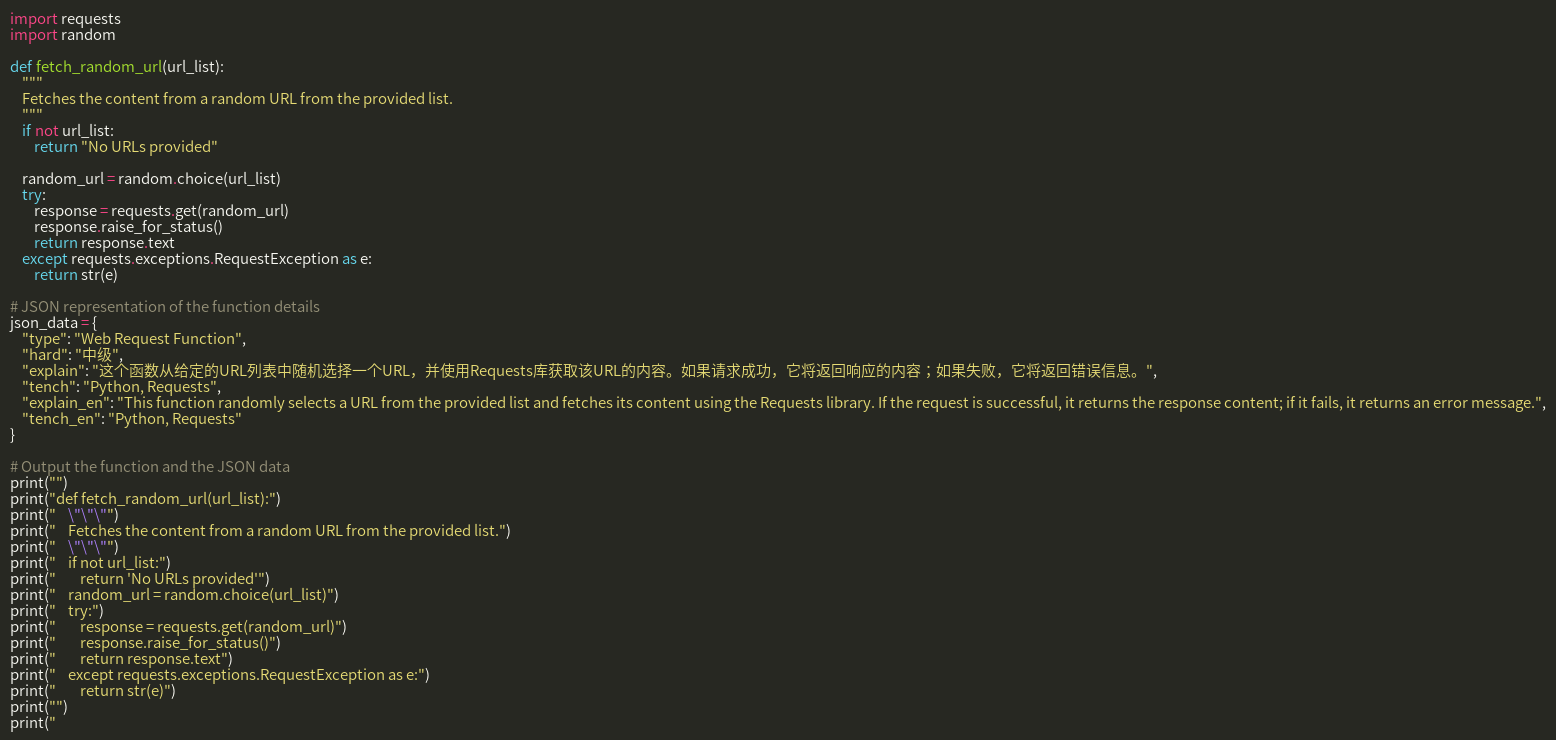 import requests
import random
def fetch_random_url(url_list):
"""
Fetches the content from a random URL from the provided list.
"""
if not url_list:
return "No URLs provided"
random_url = random.choice(url_list)
try:
response = requests.get(random_url)
response.raise_for_status()
return response.text
except requests.exceptions.RequestException as e:
return str(e)
# JSON representation of the function details
json_data = {
"type": "Web Request Function",
"hard": "中级",
"explain": "这个函数从给定的URL列表中随机选择一个URL，并使用Requests库获取该URL的内容。如果请求成功，它将返回响应的内容；如果失败，它将返回错误信息。",
"tench": "Python, Requests",
"explain_en": "This function randomly selects a URL from the provided list and fetches its content using the Requests library. If the request is successful, it returns the response content; if it fails, it returns an error message.",
"tench_en": "Python, Requests"
}
# Output the function and the JSON data
print("")
print("def fetch_random_url(url_list):")
print("    \"\"\"")
print("    Fetches the content from a random URL from the provided list.")
print("    \"\"\"")
print("    if not url_list:")
print("        return 'No URLs provided'")
print("    random_url = random.choice(url_list)")
print("    try:")
print("        response = requests.get(random_url)")
print("        response.raise_for_status()")
print("        return response.text")
print("    except requests.exceptions.RequestException as e:")
print("        return str(e)")
print("")
print("